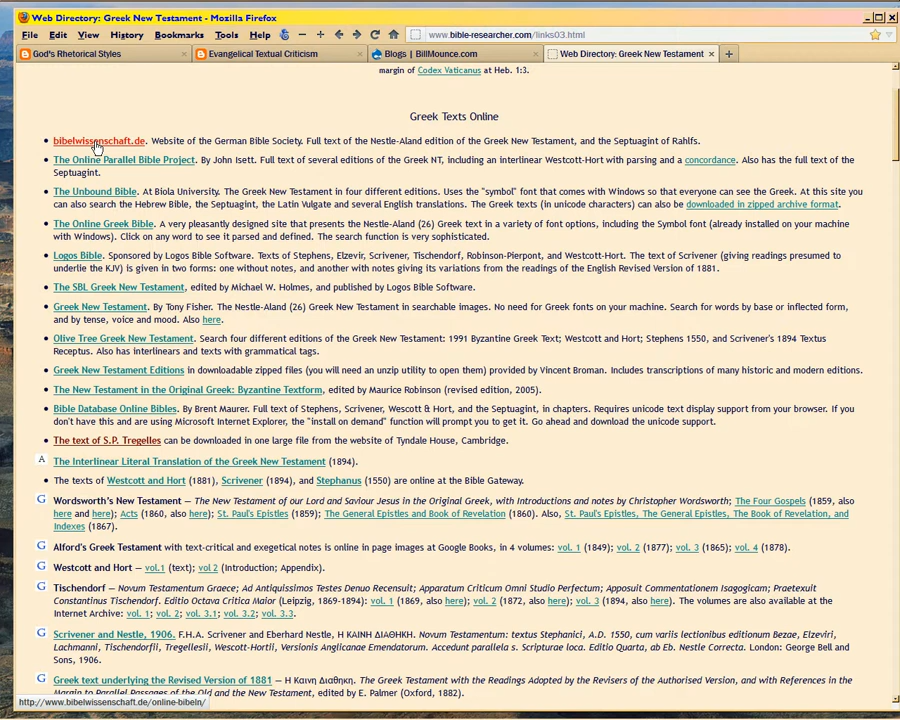 Web Directory: Greek New Testament - Mozilla Firefox
File Edit View History Bookmarks Tools Help www.bible-researcher.com/links03.html
God's Rhetorical Styles Evangelical Textual Criticism Blogs | BillMounce.com Web Directory: Greek New Testament
margin of Codex Vaticanus at Heb. 1:3.
Greek Texts Online
• bibelwissenschaft.de. Website of the German Bible Society. Full text of the Nestle-Aland edition of the Greek New Testament, and the Septuagint of Rahlfs.
• The Online Parallel Bible Project. By John Isett. Full text of several editions of the Greek NT, including an interlinear Westcott-Hort with parsing and a concordance. Also has the full text of the
Septuagint.
• The Unbound Bible. At Biola University. The Greek New Testament in four different editions. Uses the "symbol" font that comes with Windows so that everyone can see the Greek. At this site you
can also search the Hebrew Bible, the Septuagint, the Latin Vulgate and several English translations. The Greek texts (in unicode characters) can also be downloaded in zipped archive format.
• The Online Greek Bible. A very pleasantly designed site that presents the Nestle-Aland (26) Greek text in a variety of font options, including the Symbol font (already installed on your machine
with Windows). Click on any word to see it parsed and defined. The search function is very sophisticated.
• Logos Bible. Sponsored by Logos Bible Software. Texts of Stephens, Elzevir, Scrivener, Tischendorf, Robinson-Pierpont, and Westcott-Hort. The text of Scrivener (giving readings presumed to
underlie the KJV) is given in two forms: one without notes, and another with notes giving its variations from the readings of the English Revised Version of 1881.
• The SBL Greek New Testament, edited by Michael W. Holmes, and published by Logos Bible Software.
• Greek New Testament. By Tony Fisher. The Nestle-Aland (26) Greek New Testament in searchable images. No need for Greek fonts on your machine. Search for words by base or inflected form,
and by tense, voice and mood. Also here.
• Olive Tree Greek New Testament. Search four different editions of the Greek Testament: 1991 Byzantine Greek Text; Westcott and Hort; Stephens 1550, and Scrivener's 1894 Textus
Receptus. Also has interlinears and texts with grammatical tags.
• Greek New Testament Editions in downloadable zipped files (you will need an unzip utility to open them) provided by Vincent Broman. Includes transcriptions of many historic and modern editions.
• The New Testament in the Original Greek: Byzantine Textform, edited by Maurice Robinson (revised edition, 2005).
• Bible Database Online Bibles. By Brent Maurer. Full text of Stephens, Scrivener, Wescott & Hort, and the Septuagint, in chapters. Requires unicode text display support from your browser. If you
don't have this and are using Microsoft Internet Explorer, the "install on demand" function will prompt you to get it. Go ahead and download the unicode support.
• The text of S.P. Tregelles can be downloaded in one large file from the website of Tyndale House, Cambridge.
A The Interlinear Literal Translation of the Greek New Testament (1894).
• The texts of Westcott and Hort (1881), Scrivener (1894), and Stephanus (1550) are online at the Bible Gateway.
G Wordsworth's New Testament — The New Testament of our Lord and Saviour Jesus in the Original Greek, with Introductions and notes by Christopher Wordsworth; The Four Gospels (1859, also
here and here); Acts (1860, also here); St. Paul's Epistles (1859); The General Epistles and Book of Revelation (1860). Also, St. Paul's Epistles, The General Epistles, The Book of Revelation, and
Indexes (1867).
G Alford's Greek Testament with text-critical and exegetical notes is online in page images at Google Books, in 4 volumes: vol. 1 (1849); vol. 2 (1877); vol. 3 (1865); vol. 4 (1878).
G Westcott and Hort — vol.1 (text); vol 2 (Introduction; Appendix).
G Tischendorf — Novum Testamentum Graece; Ad Antiquissimos Testes Denuo Recensuit; Apparatum Criticum Omni Studio Perfectum; Apposuit Commentationem Isagogicam; Praetexuit
Constantinus Tischendorf. Editio Octava Critica Maior (Leipzig, 1869-1894): vol. 1 (1869, also here); vol. 2 (1872, also here); vol. 3 (1894, also here). The volumes are also available at the
Internet Archive: vol. 1; vol. 2; vol. 3.1; vol. 3.2; vol. 3.3.
G Scrivener and Nestle, 1906. F.H.A. Scrivener and Eberhard Nestle, Η ΚΑΙΝΗ ΔΙΑΘΗΚΗ. Novum Testamentum: textus Stephanici, A.D. 1550, cum variis lectionibus editionum Bezae, Elzeviri,
Lachmanni, Tischendorfii, Tregellesii, Westcott-Hortii, Versionis Anglicanae Emendatorum. Accedunt parallela s. Scripturae loca. Editio Quarta, ab Eb. Nestle Correcta. London: George Bell and
Sons, 1906.
G Greek text underlying the Revised Version of 1881 — Η Καινη Διαθηκη. The Greek Testament with the Readings Adopted by the Revisers of the Authorised Version, and with References in the
Margin to Parallel Passages of the Old and the New Testament, edited by E. Palmer (Oxford, 1882).
http://www.bibelwissenschaft.de/online-bibeln/